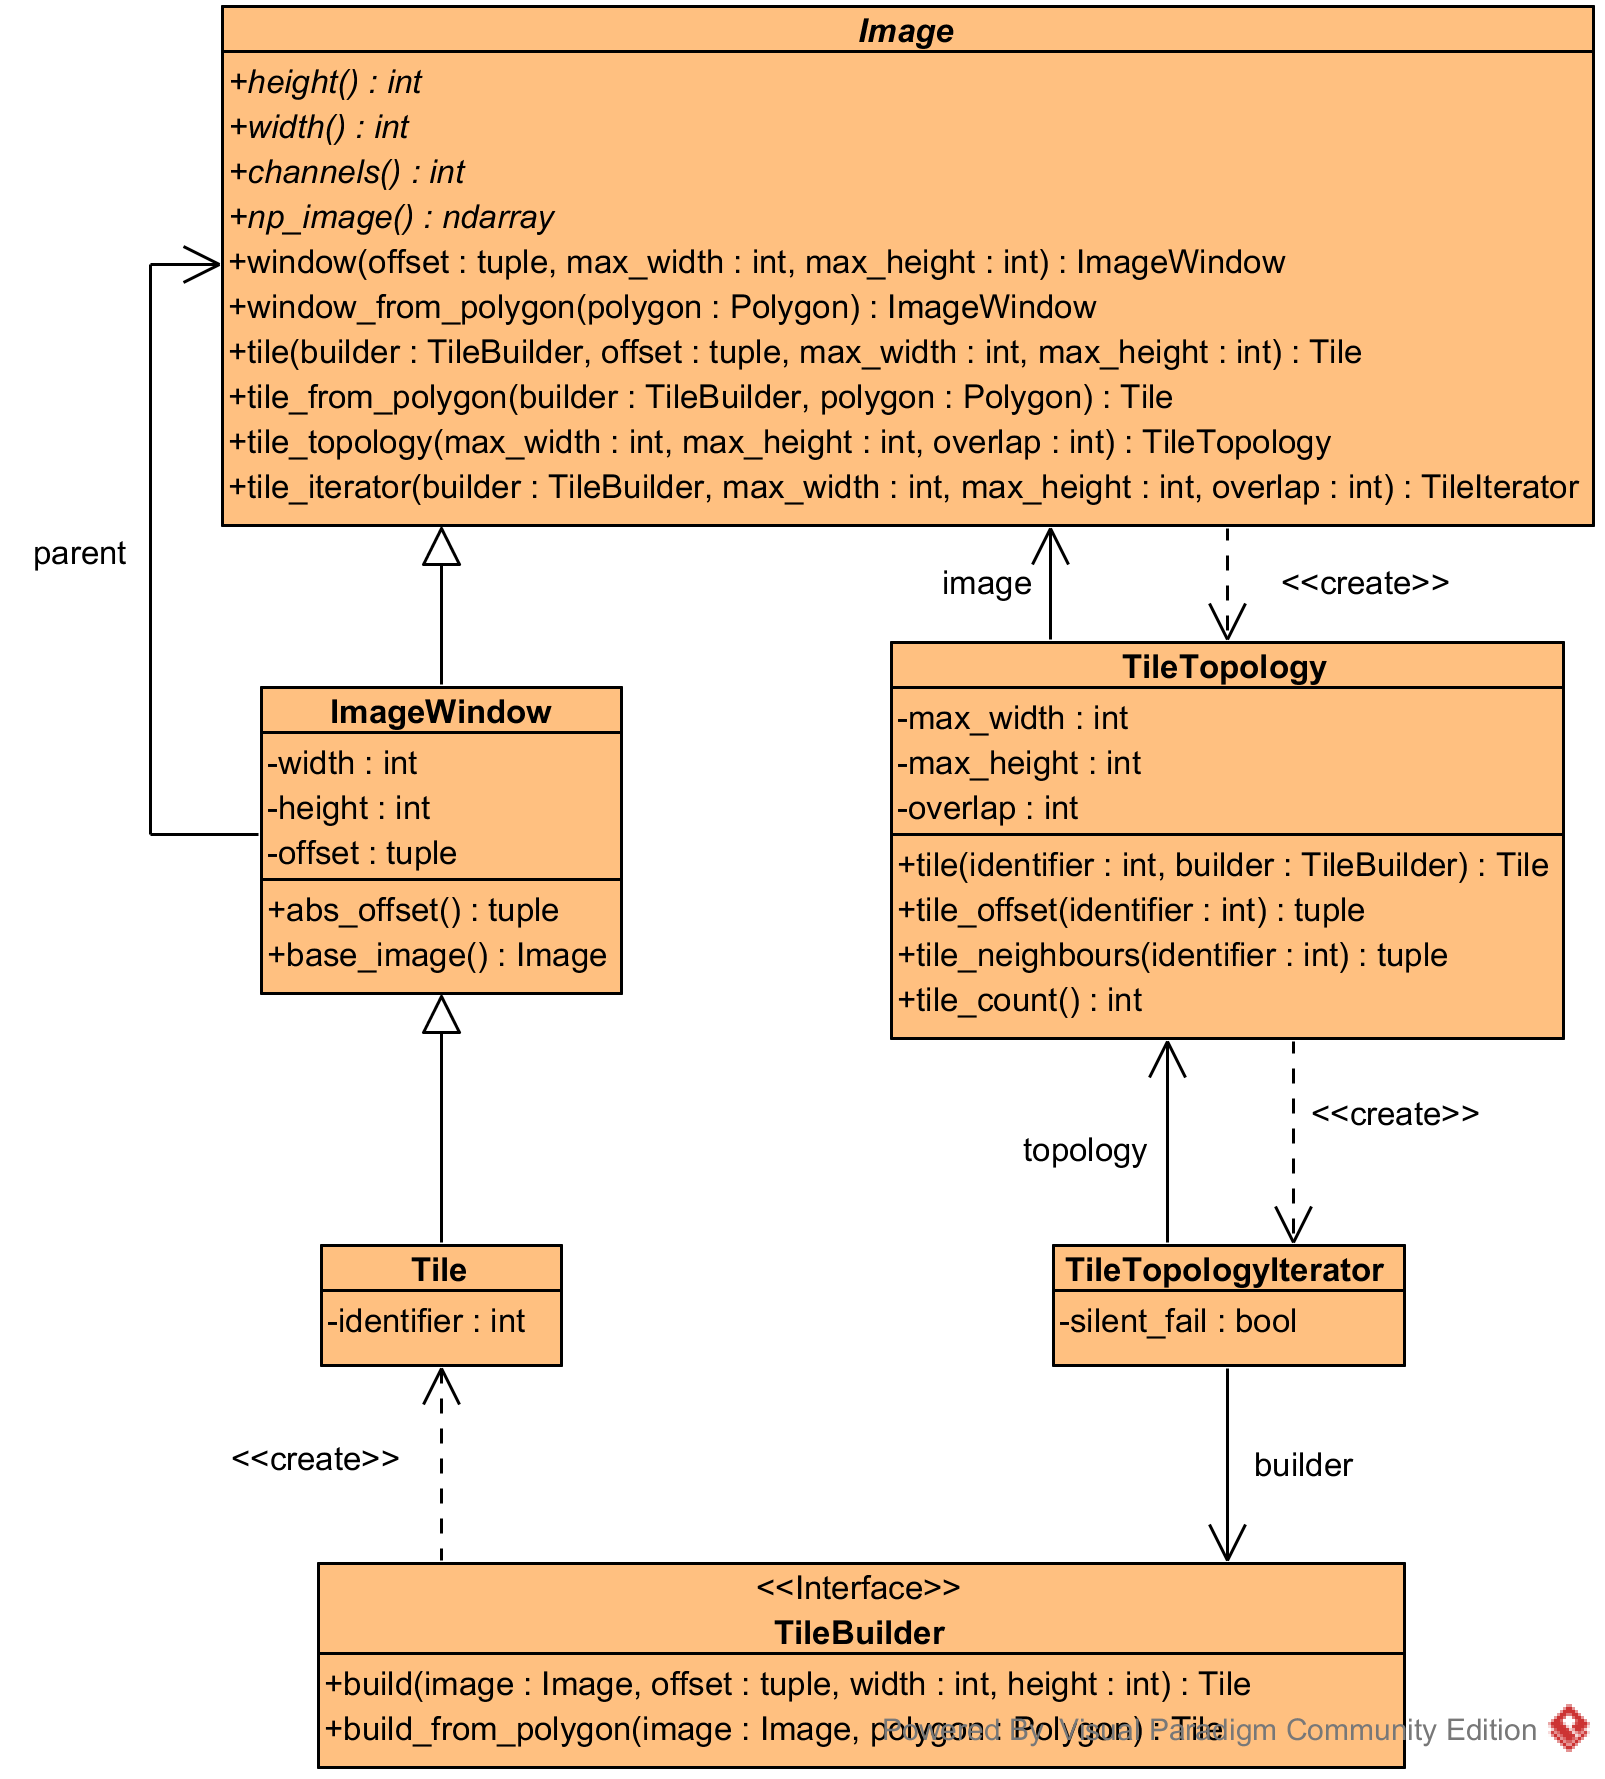 Image
+height() : int
+width() : int
+channels() : int
+np_image() : ndarray
+window(offset : tuple, max_width : int, max_height : int) : ImageWindow
+window_from_polygon(polygon : Polygon) : ImageWindow
+tile(builder : TileBuilder, offset : tuple, max_width : int, max_height : int) : Tile
+tile_from_polygon(builder : TileBuilder, polygon : Polygon) : Tile
+tile_topology(max_width : int, max_height : int, overlap : int) : TileTopology
+tile_iterator(builder : TileBuilder, max_width : int, max_height : int, overlap : int) : TileIterator
parent
image
<<create>>
ImageWindow
-width : int
-height : int
-offset : tuple
+abs_offset() : tuple
+base_image() : Image
TileTopology
-max_width : int
-max_height : int
-overlap : int
+tile(identifier : int, builder : TileBuilder) : Tile
+tile_offset(identifier : int) : tuple
+tile_neighbours(identifier : int) : tuple
+tile_count() : int
topology
<<create>>
Tile
-identifier : int
TileTopologyIterator
-silent_fail : bool
<<create>>
builder
<<Interface>>
TileBuilder
+build(image : Image, offset : tuple, width : int, height : int) : Tile
+build_from_polygon(image : Image, polygon : Polygon) : Tile
Powered By Visual Paradigm Community Edition